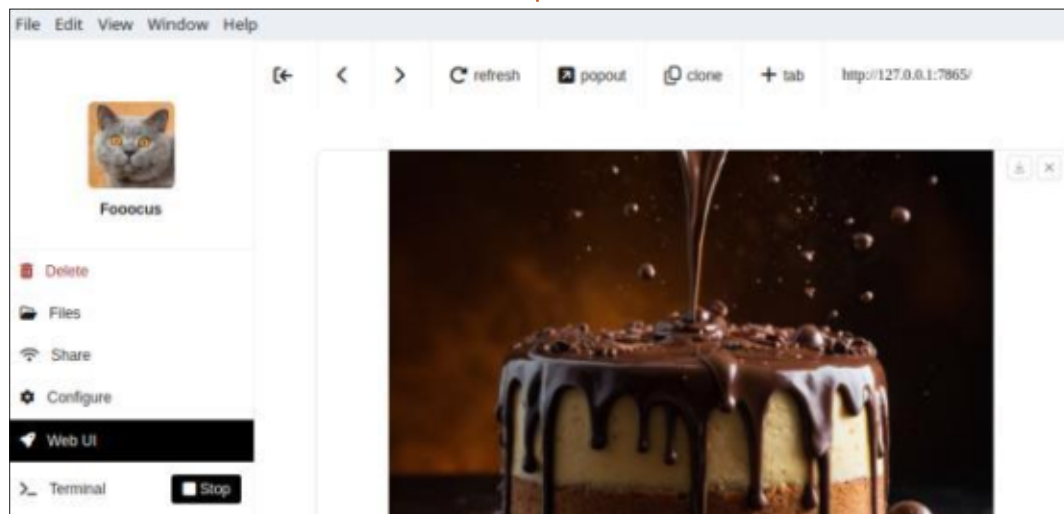 File Edit View Window Help
refresh popout clone tab http://127.0.0.1:7865/
Fooocus
Delete
Files
Share
Configure
Web UI
Terminal Stop